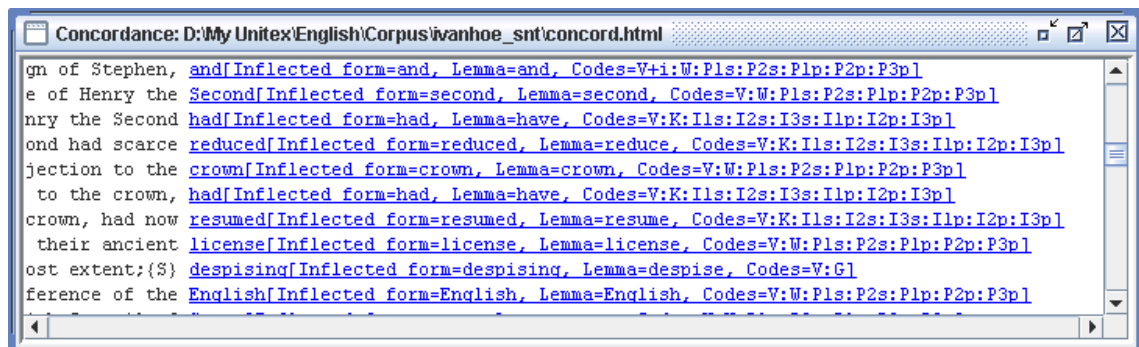 Concordance: D:\My Unitex\English\Corpus\ivanhoe_snt\concord.html
gn of Stephen, and[Inflected form=and, Lemma=and, Codes=V+i:W:P1s:P2s:P1p:P2p:P3p]
e of Henry the Second[Inflected form=second, Lemma=second, Codes=V:W:P1s:P2s:P1p:P2p:P3p]
nry the Second had[Inflected form=had, Lemma=have, Codes=V:K:I1s:I2s:I3s:I1p:I2p:I3p]
ond had scarce reduced[Inflected form=reduced, Lemma=reduce, Codes=V:K:I1s:I2s:I3s:I1p:I2p:I3p]
jection to the crown[Inflected form=crown, Lemma=crown, Codes=V:W:P1s:P2s:P1p:P2p:P3p]
to the crown, had[Inflected form=had, Lemma=have, Codes=V:K:I1s:I2s:I3s:I1p:I2p:I3p]
crown, had now resumed[Inflected form=resumed, Lemma=resume, Codes=V:K:I1s:I2s:I3s:I1p:I2p:I3p]
their ancient license[Inflected form=license, Lemma=license, Codes=V:W:P1s:P2s:P1p:P2p:P3p]
ost extent;{S} despising[Inflected form=despising, Lemma=despise, Codes=V:G]
ference of the English[Inflected form=English, Lemma=English, Codes=V:W:P1s:P2s:P1p:P2p:P3p]